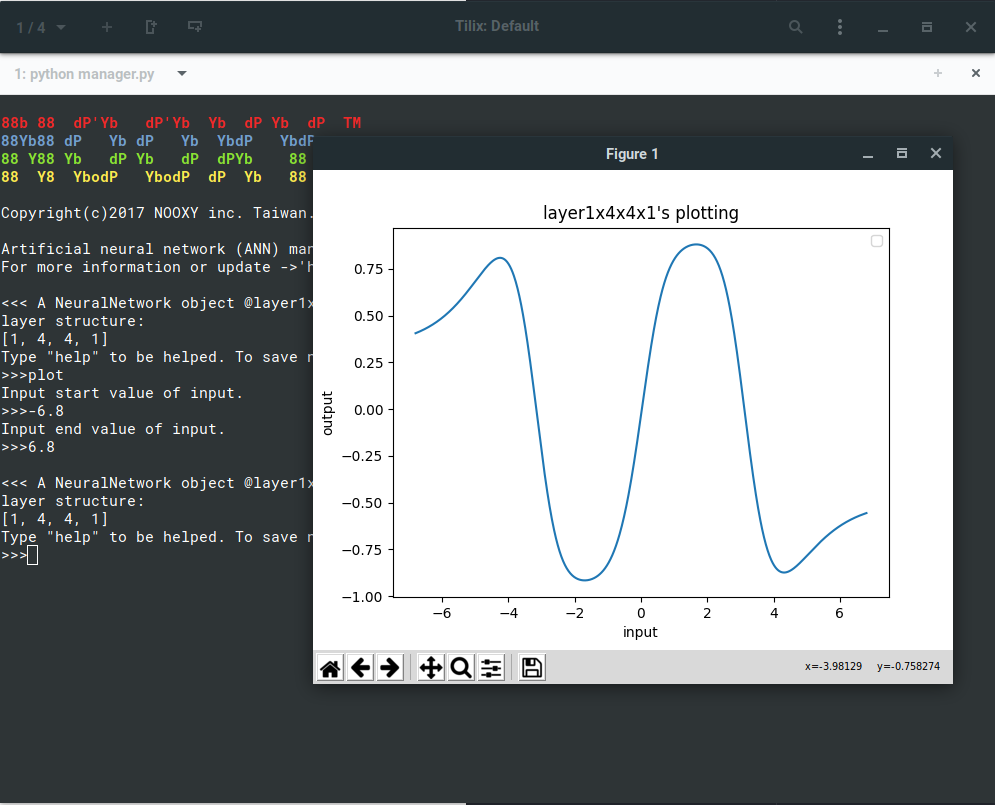 1 / 4
Tilix: Default
1: python manager.py
88b 88  dP'Yb   dP'Yb  Yb  dP Yb  dP  TM
88Yb88 dP   Yb dP   Yb  YbdP   YbdP
88 Y88 Yb   dP Yb   dP  dPYb    88
88  Y8  YbodP   YbodP  dP  Yb   88
Copyright(c)2017 NOOXY inc. Taiwan.
Artificial neural network (ANN) man
For more information or update ->'h
<<< A NeuralNetwork object @layer1x
layer structure:
[1, 4, 4, 1]
Type "help" to be helped. To save n
>>>plot
Input start value of input.
>>>-6.8
Input end value of input.
>>>6.8
<<< A NeuralNetwork object @layer1x
layer structure:
[1, 4, 4, 1]
Type "help" to be helped. To save n
>>>
Figure 1
layer1x4x4x1's plotting
0.75
0.50
0.25
0.00
−0.25
−0.50
−0.75
−1.00
output
−6 −4 −2 0 2 4 6
input
x=-3.98129 y=-0.758274